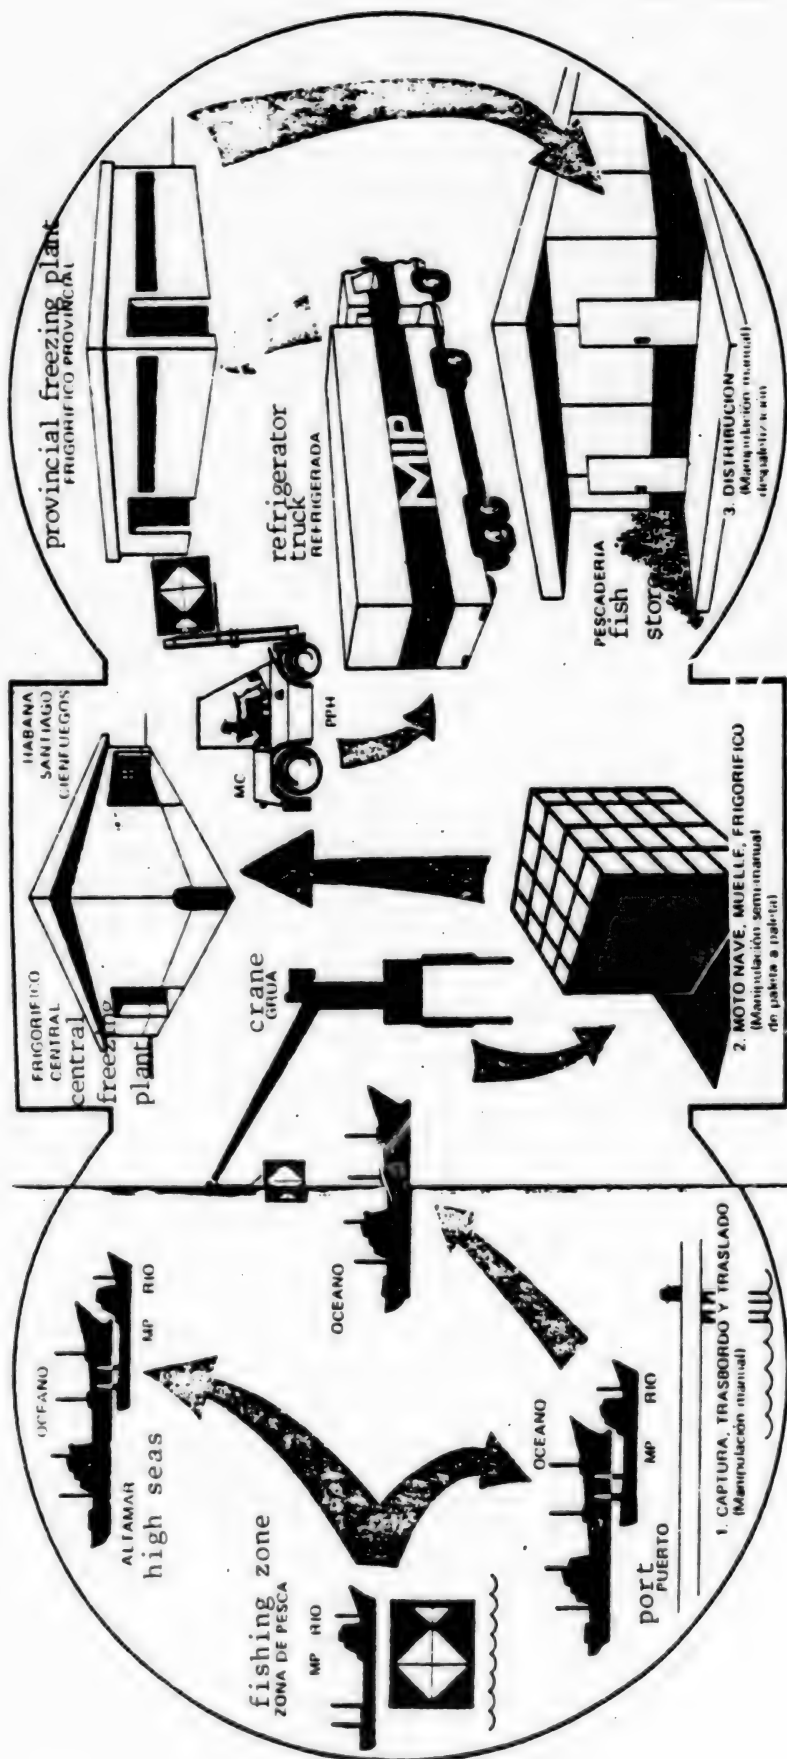 OCEANO
MP RIO
ALTAMAR
high seas
fishing zone
ZONA DE PESCA
MP RIO
OCEANO
MP RIO
port
PUERTO
1. CAPTURA, TRASBORDO Y TRASLADO
(Manipulación manual)
OCEANO
FRIGORIFICO
CENTRAL
central
freezing
plant
HABANA
SANTIAGO
CIENFUEGOS
crane
GRUA
MC
PPH
2. MOTO NAVE, MUELLE, FRIGORIFICO
(Manipulación semi-manual
de paleta a paleta)
provincial freezing plant
FRIGORIFICO PROVINCIAL
refrigerator
truck
REFRIGERADA
MIP
PESCADERIA
fish
store
3. DISTRIBUCION
(Manipulación manual)
despaletización